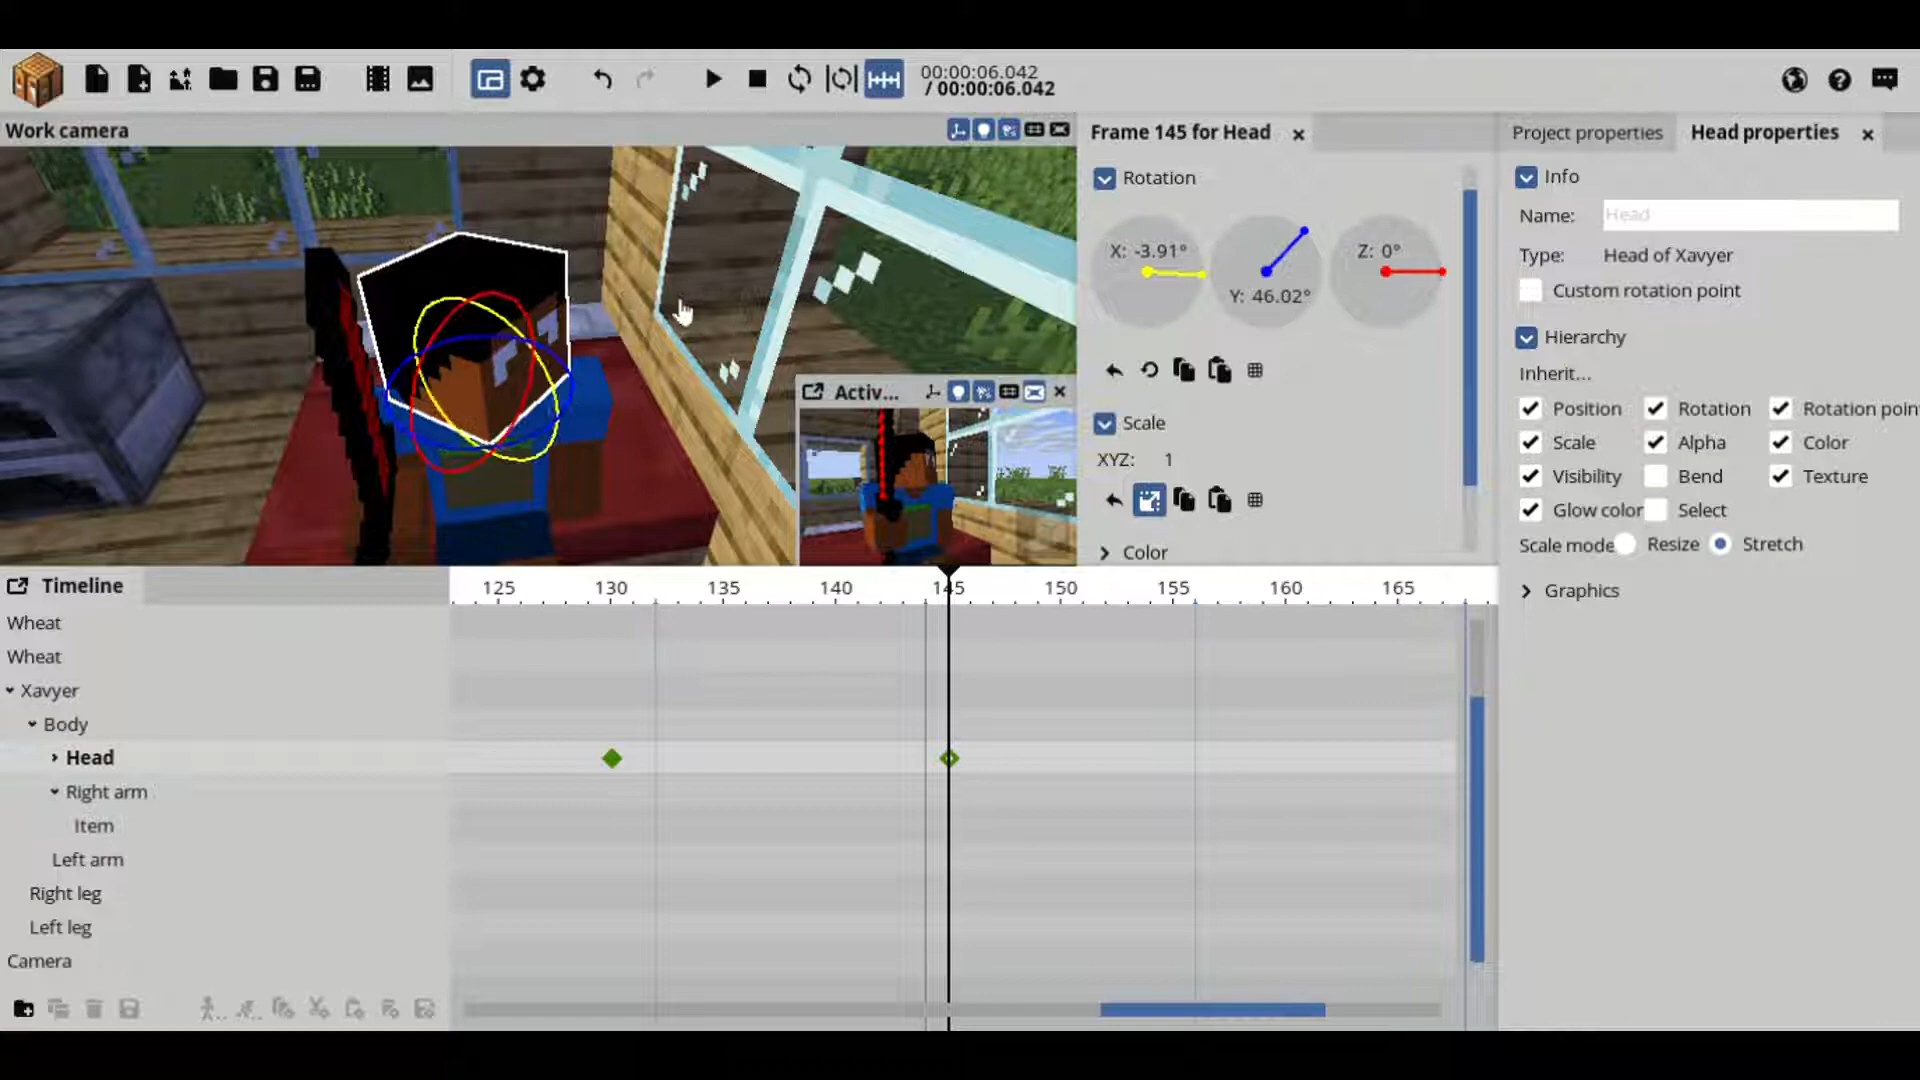 00:00:06.042
/ 00:00:06.042
Work camera
Frame 145 for Head
Project properties
Head properties
Rotation
X: -3.91°
Y: 46.02°
Z: 0°
Scale
XYZ: 1
Color
Info
Name: Head
Type: Head of Xavyer
Custom rotation point
Hierarchy
Inherit...
Position Rotation Rotation poin
Scale Alpha Color
Visibility Bend Texture
Glow color Select
Scale mode Resize Stretch
Graphics
Activ...
Timeline
125 130 135 140 145 150 155 160 165
Wheat
Wheat
Xavyer
Body
Head
Right arm
Item
Left arm
Right leg
Left leg
Camera